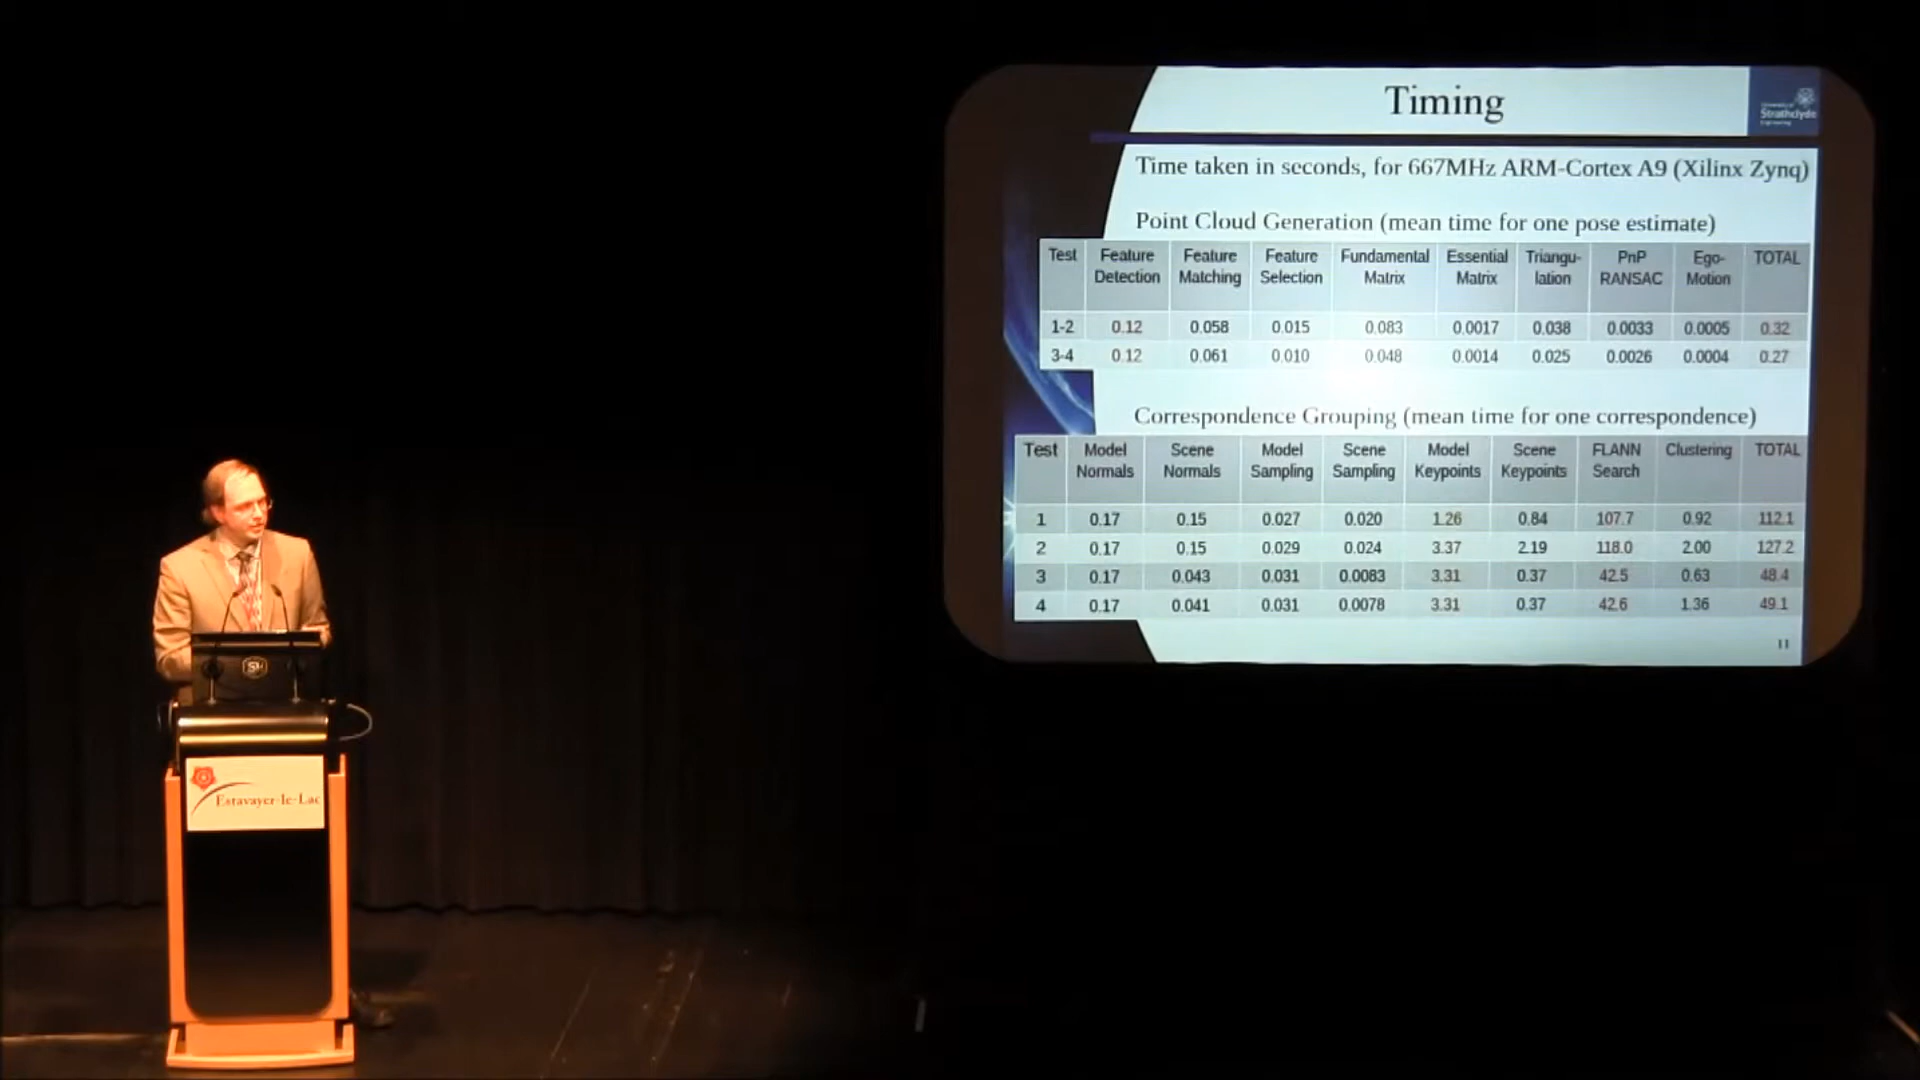 Timing
University of
Strathclyde
Engineering
Time taken in seconds, for 667MHz ARM-Cortex A9 (Xilinx Zynq)
Point Cloud Generation (mean time for one pose estimate)
Test Feature Detection Feature Matching Feature Selection Fundamental Matrix Essential Matrix Triangu-lation PnP RANSAC Ego-Motion TOTAL
1-2 0.12 0.058 0.015 0.083 0.0017 0.038 0.0033 0.0005 0.32
3-4 0.12 0.061 0.010 0.048 0.0014 0.025 0.0026 0.0004 0.27
Correspondence Grouping (mean time for one correspondence)
Test Model Normals Scene Normals Model Sampling Scene Sampling Model Keypoints Scene Keypoints FLANN Search Clustering TOTAL
1 0.17 0.15 0.027 0.020 1.26 0.84 107.7 0.92 112.1
2 0.17 0.15 0.029 0.024 3.37 2.19 118.0 2.00 127.2
3 0.17 0.043 0.031 0.0083 3.31 0.37 42.5 0.63 48.4
4 0.17 0.041 0.031 0.0078 3.31 0.37 42.6 1.36 49.1
11
Estavayer-le-Lac